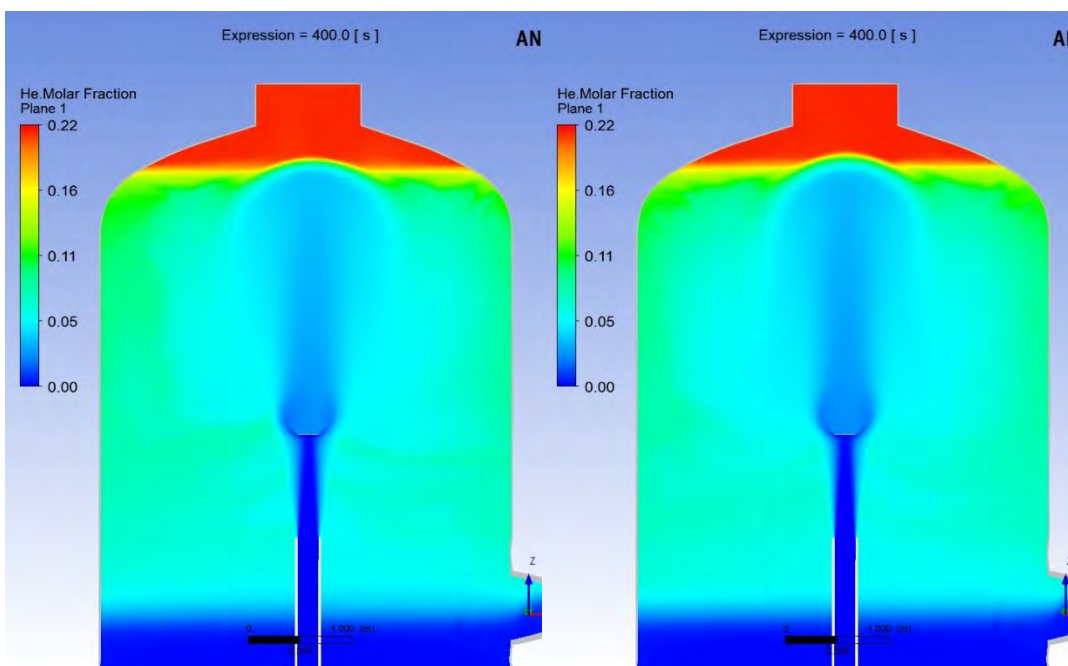 Expression = 400.0 [ s ]
AN
He.Molar Fraction
Plane 1
0.22
0.16
0.11
0.05
0.00
Z
0
1.000
(m)
Expression = 400.0 [ s ]
He.Molar Fraction
Plane 1
0.22
0.16
0.11
0.05
0.00
0
1.000
(m)